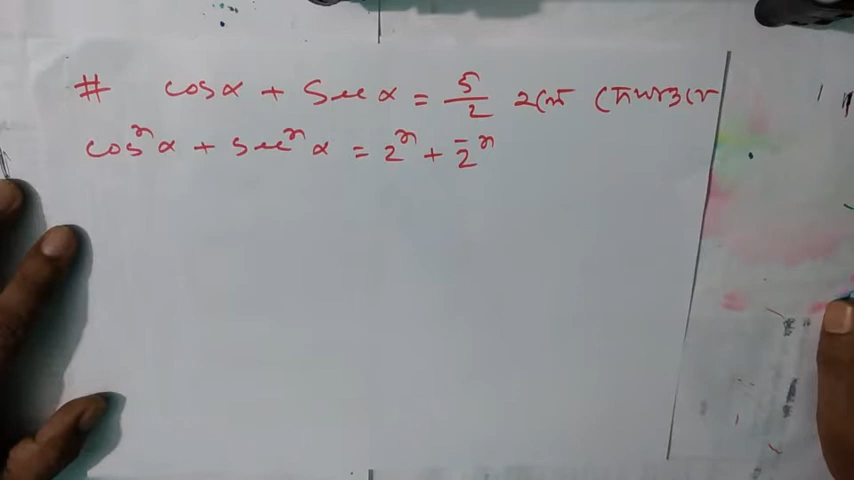 # cosα + secα = 5/2 হলে দেখাও যে
cosⁿα + secⁿα = 2ⁿ + 2⁻ⁿ